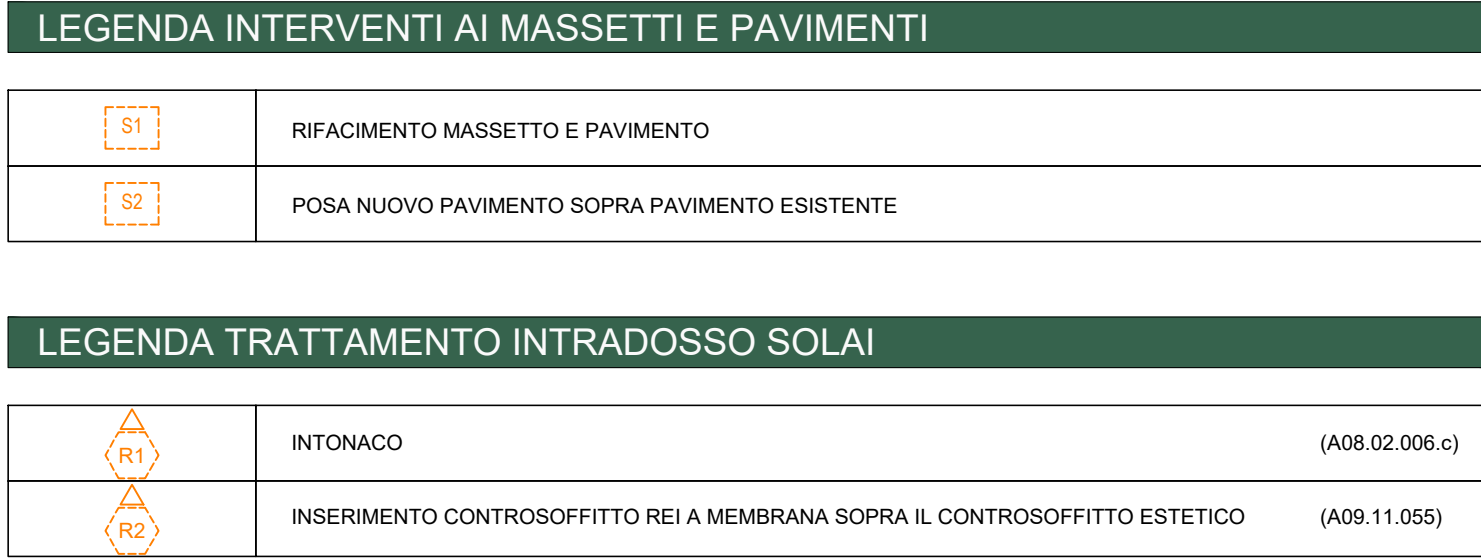 LEGENDA INTERVENTI AI MASSETTI E PAVIMENTI
S1 RIFACIMENTO MASSETTO E PAVIMENTO
S2 POSA NUOVO PAVIMENTO SOPRA PAVIMENTO ESISTENTE
LEGENDA TRATTAMENTO INTRADOSSO SOLAI
R1 INTONACO (A08.02.006.c)
R2 INSERIMENTO CONTROSOFFITTO REI A MEMBRANA SOPRA IL CONTROSOFFITTO ESTETICO (A09.11.055)